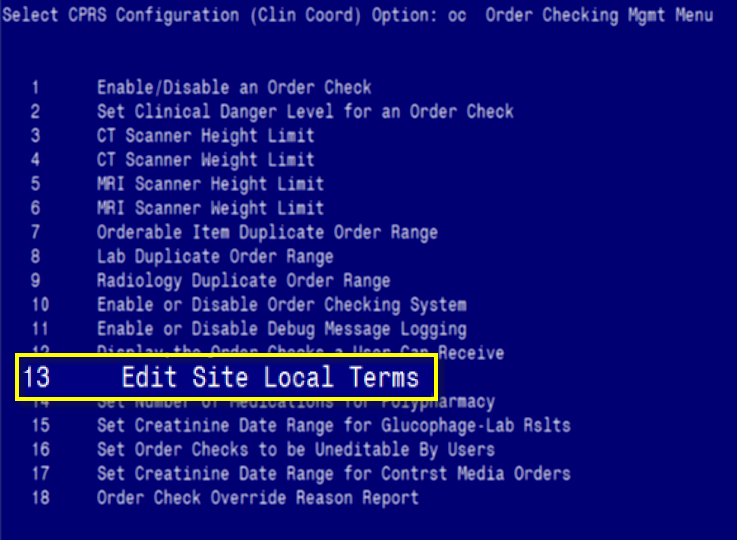 Select CPRS Configuration (Clin Coord) Option: oc  Order Checking Mgmt Menu
1 Enable/Disable an Order Check
2 Set Clinical Danger Level for an Order Check
3 CT Scanner Height Limit
4 CT Scanner Weight Limit
5 MRI Scanner Height Limit
6 MRI Scanner Weight Limit
7 Orderable Item Duplicate Order Range
8 Lab Duplicate Order Range
9 Radiology Duplicate Order Range
10 Enable or Disable Order Checking System
11 Enable or Disable Debug Message Logging
12 Display the Order Checks a User Can Receive
13 Edit Site Local Terms
14 Set Number of Medications for Polypharmacy
15 Set Creatinine Date Range for Glucophage-Lab Rslts
16 Set Order Checks to be Uneditable By Users
17 Set Creatinine Date Range for Contrst Media Orders
18 Order Check Override Reason Report